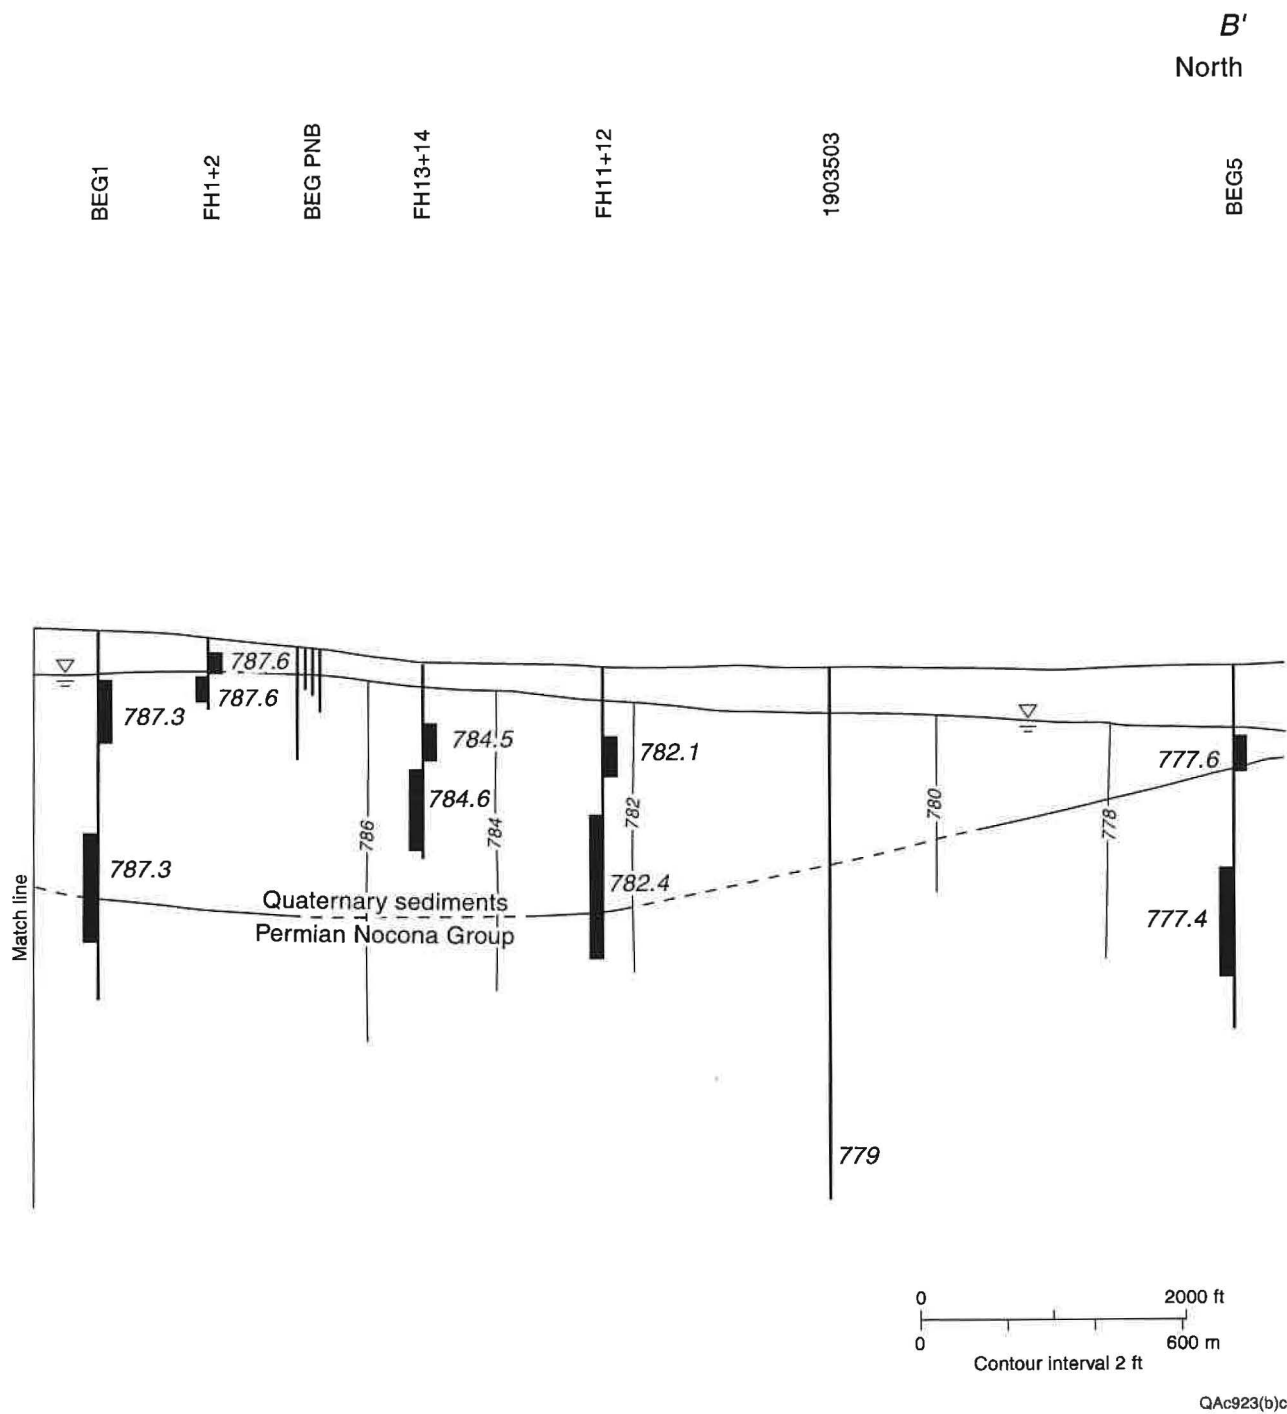 B'
North
BEG1
FH1+2
BEG PNB
FH13+14
FH11+12
1903503
BEG5
787.6
787.6
787.3
784.5
782.1
777.6
784.6
786
784
782
780
778
787.3
782.4
Quaternary sediments
Permian Nocona Group
777.4
Match line
779
0 2000 ft
0 600 m
Contour interval 2 ft
QAc923(b)c